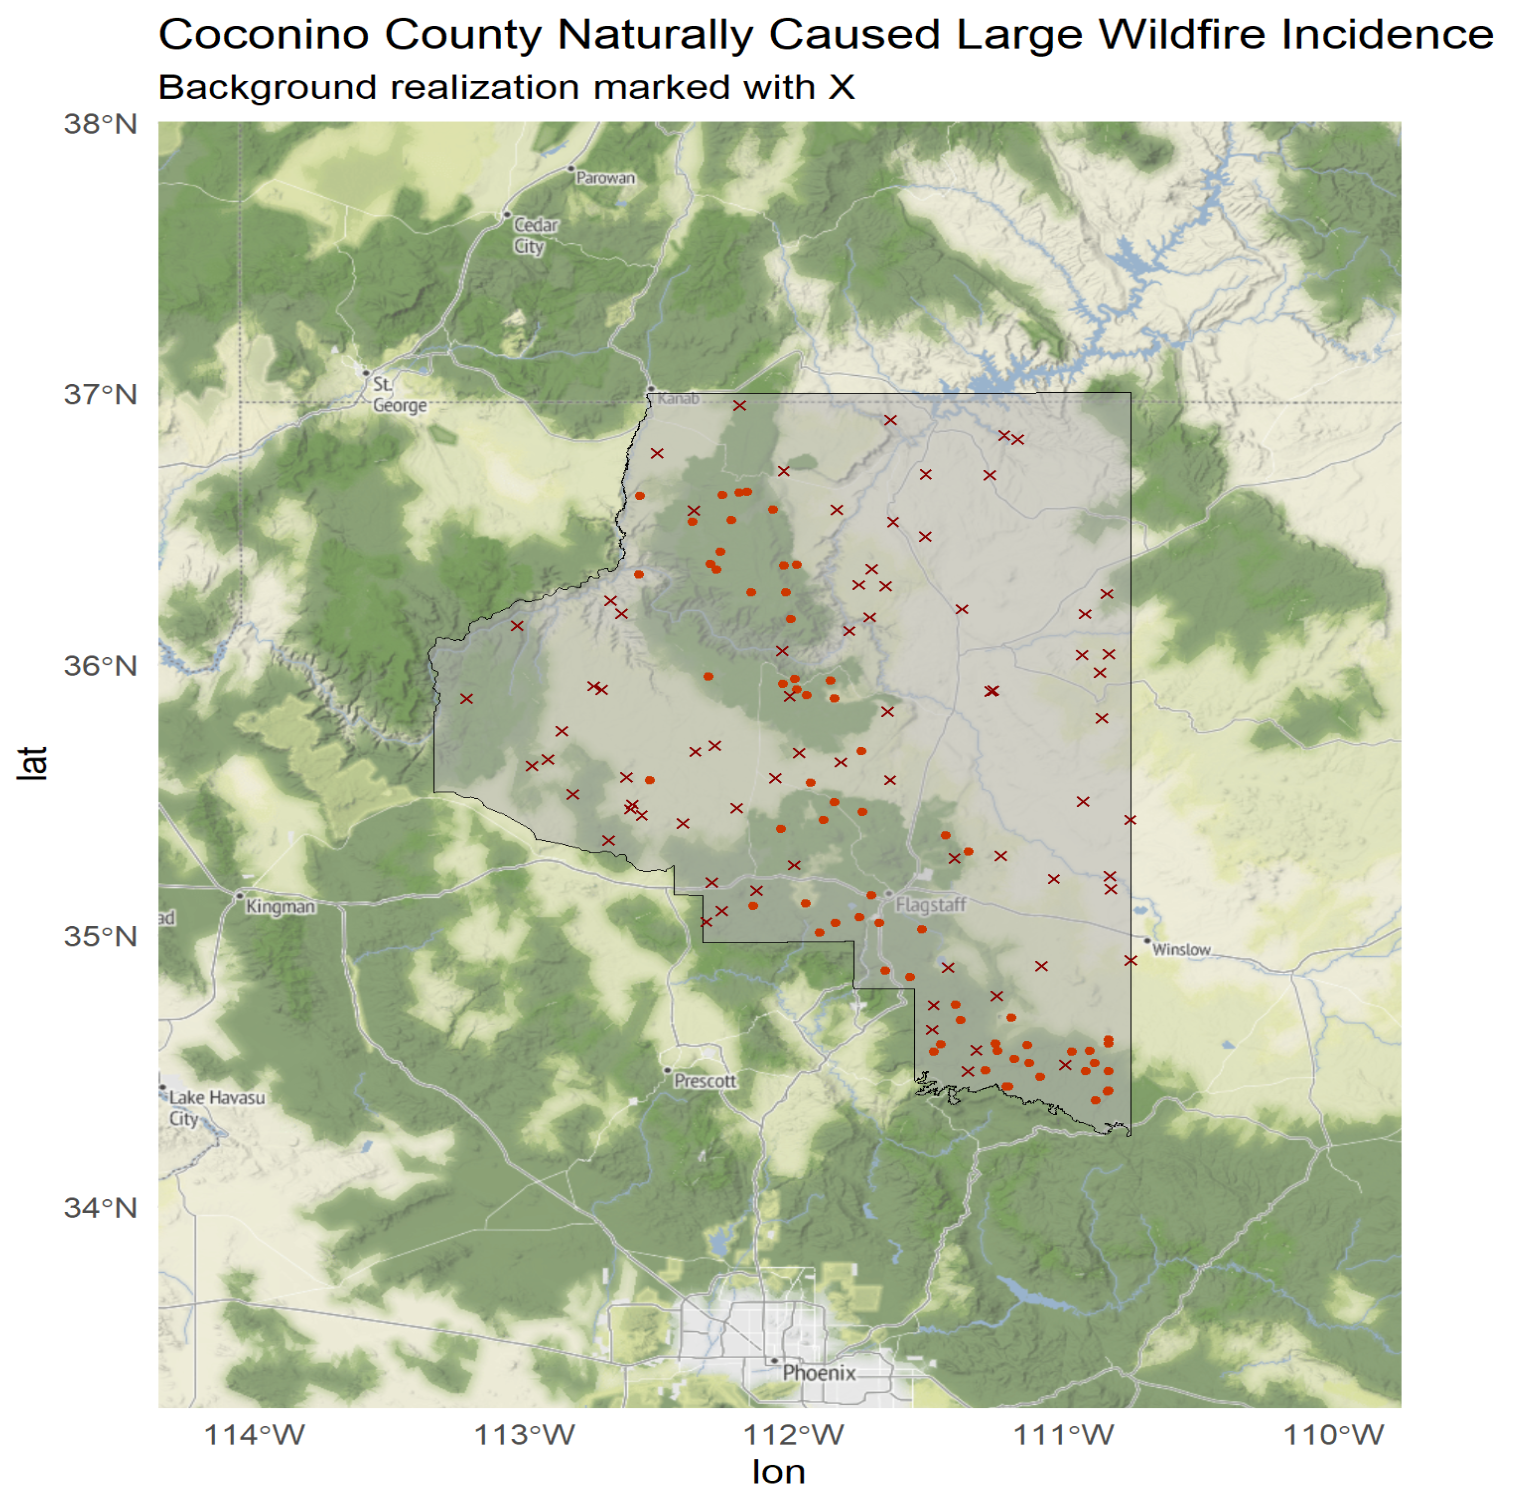 Coconino County Naturally Caused Large Wildfire Incidence
Background realization marked with X
38°N
Parowan
Cedar
City
37°N
St.
George
Kanab
36°N
lat
35°N
ad
Kingman
Flagstaff
Winslow
Prescott
Lake Havasu
City
34°N
Phoenix
114°W
113°W
112°W
111°W
110°W
lon